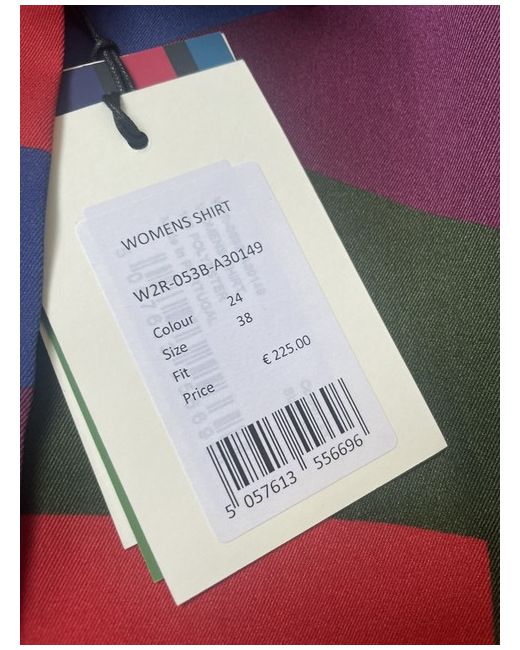 WOMENS SHIRT
W2R-053B-A30149
Colour 24
Size 38
Fit
Price € 225.00
5 057613 556696